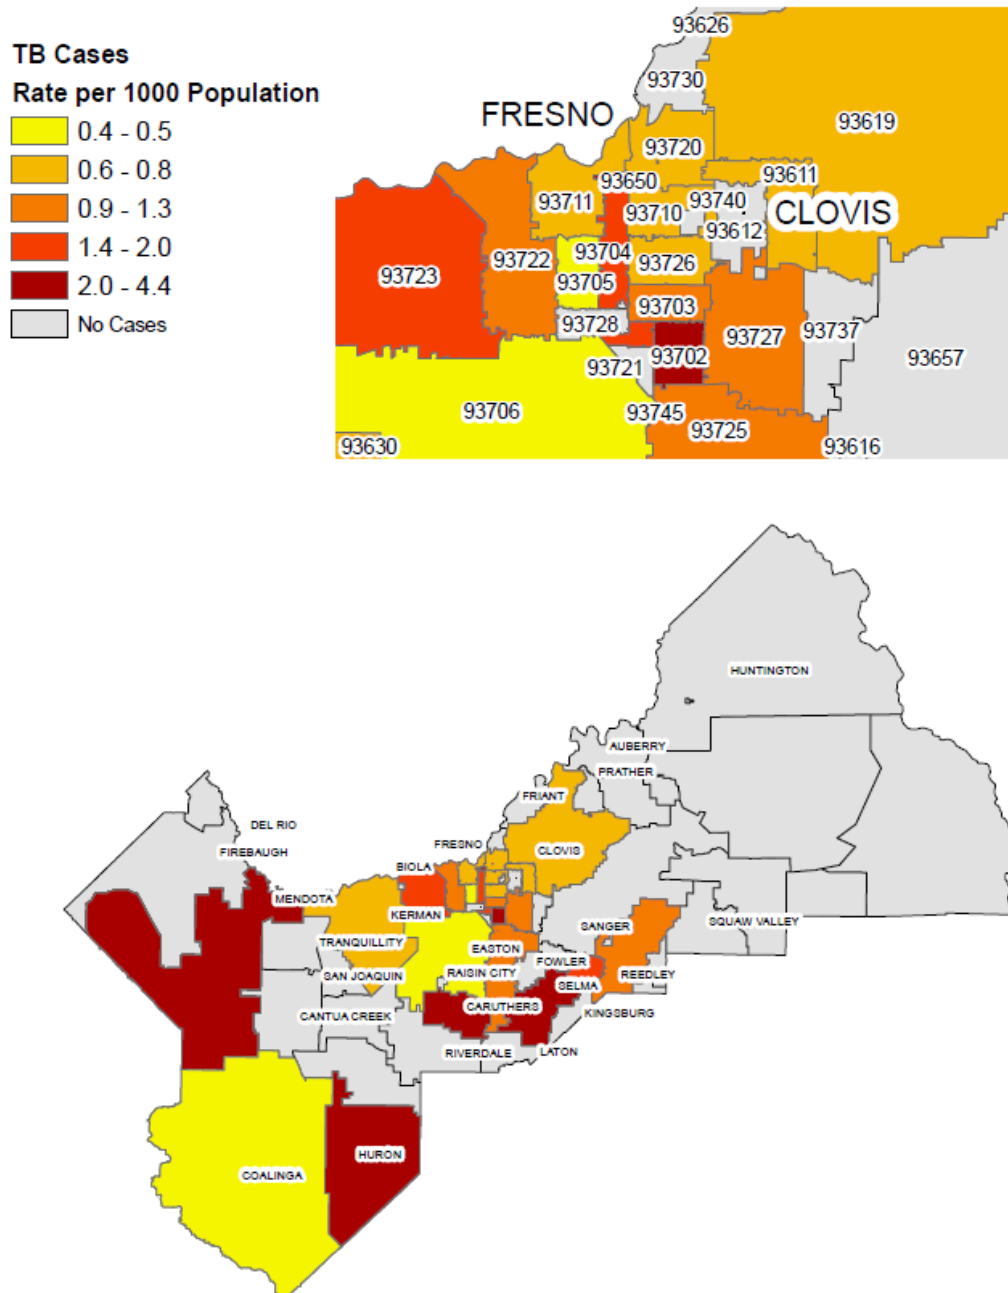 TB Cases
Rate per 1000 Population
0.4 - 0.5
0.6 - 0.8
0.9 - 1.3
1.4 - 2.0
2.0 - 4.4
No Cases
93626
93730
FRESNO
93619
93720
93611
93650
93711
93740
93710
CLOVIS
93612
93704
93722
93726
93723
93705
93703
93728
93727
93737
93702
93657
93721
93706
93745
93725
93630
93616
HUNTINGTON
AUBERRY
PRATHER
FRIANT
DEL RIO
FIREBAUGH
FRESNO
CLOVIS
BIOLA
MENDOTA
KERMAN
SQUAW VALLEY
SANGER
TRANQUILLITY
EASTON
FOWLER
SAN JOAQUIN
RAISIN CITY
REEDLEY
SELMA
CARUTHERS
KINGSBURG
CANTUA CREEK
RIVERDALE
LATON
HURON
COALINGA